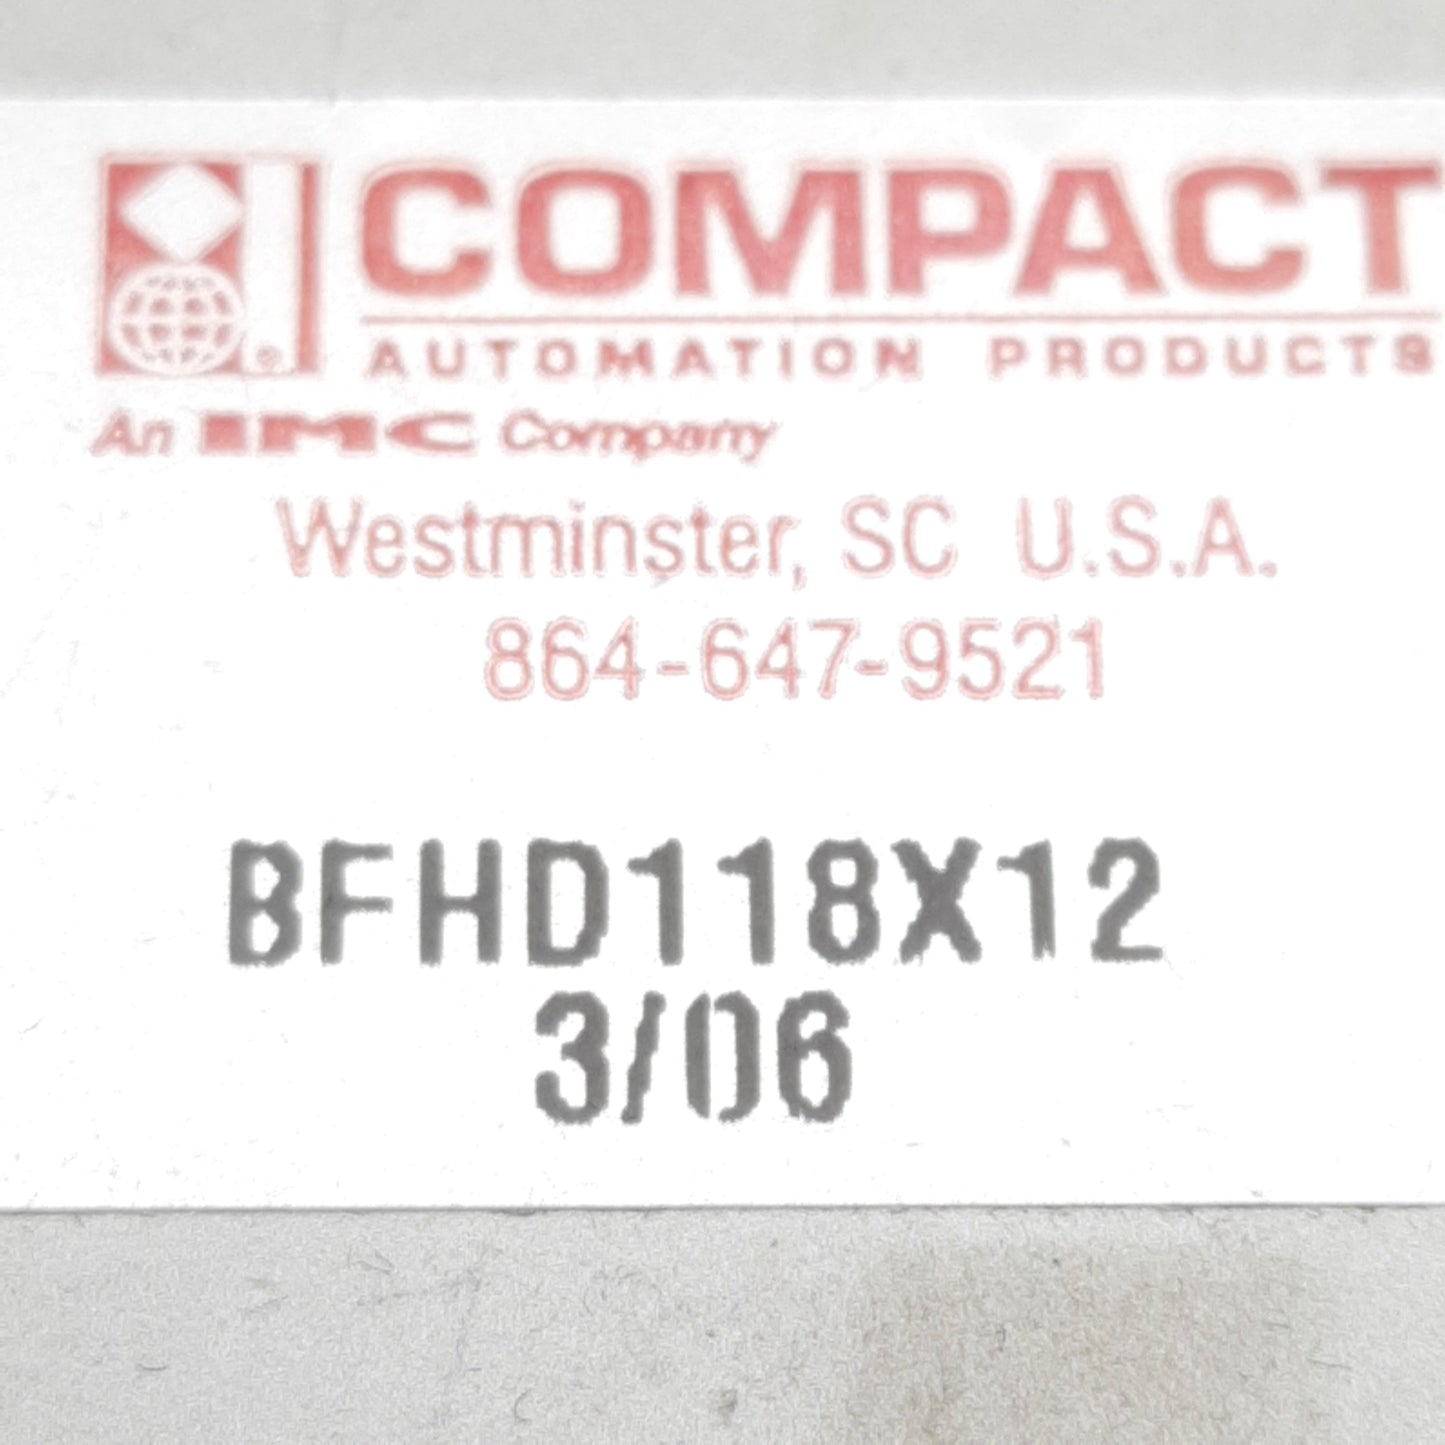 COMPACT
AUTOMATION PRODUCTS
An IMC Company
Westminster, SC U.S.A.
864-647-9521
BFHD118X12
3/06